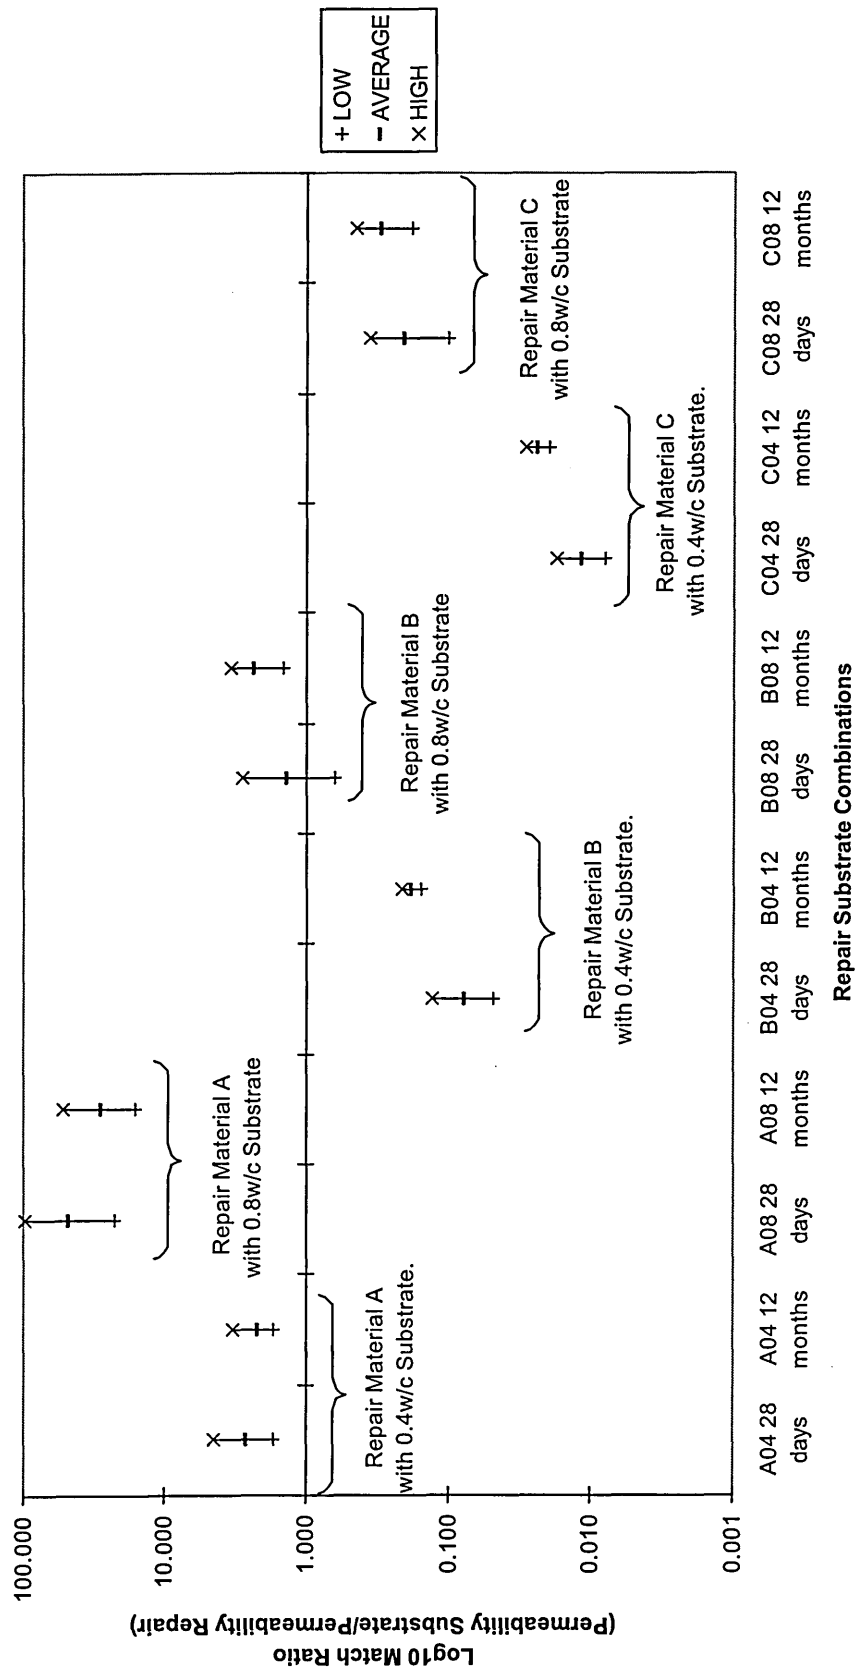 Log10 Match Ratio
(Permeability Substrate/Permeability Repair)
100.000
10.000
1.000
0.100
0.010
0.001
Repair Material A
with 0.4w/c Substrate.
Repair Material A
with 0.8w/c Substrate
Repair Material B
with 0.4w/c Substrate.
Repair Material B
with 0.8w/c Substrate
Repair Material C
with 0.4w/c Substrate.
Repair Material C
with 0.8w/c Substrate
A04 28
days
A04 12
months
A08 28
days
A08 12
months
B04 28
days
B04 12
months
B08 28
days
B08 12
months
C04 28
days
C04 12
months
C08 28
days
C08 12
months
Repair Substrate Combinations
+ LOW
- AVERAGE
× HIGH